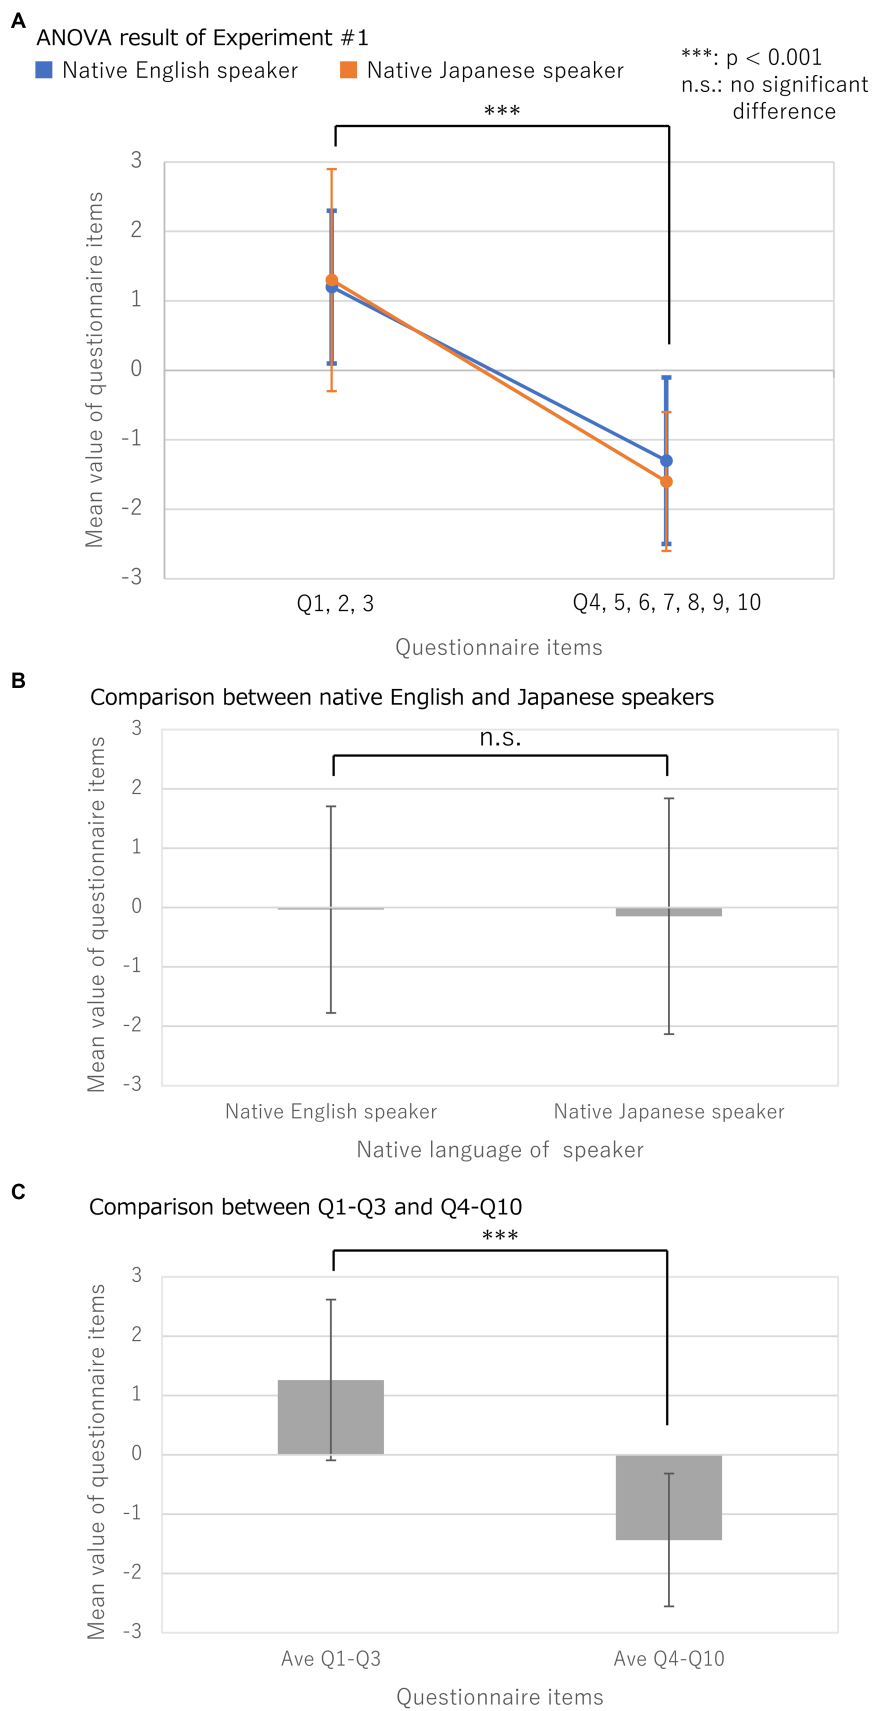 A
ANOVA result of Experiment #1
Native English speaker Native Japanese speaker
***: p < 0.001
n.s.: no significant
difference
***
3
2
1
0
-1
-2
-3
Mean value of questionnaire items
Q1, 2, 3 Q4, 5, 6, 7, 8, 9, 10
Questionnaire items
B
Comparison between native English and Japanese speakers
n.s.
3
2
1
0
-1
-2
-3
Mean value of questionnaire items
Native English speaker Native Japanese speaker
Native language of speaker
C
Comparison between Q1-Q3 and Q4-Q10
***
3
2
1
0
-1
-2
-3
Mean value of questionnaire items
Ave Q1-Q3 Ave Q4-Q10
Questionnaire items